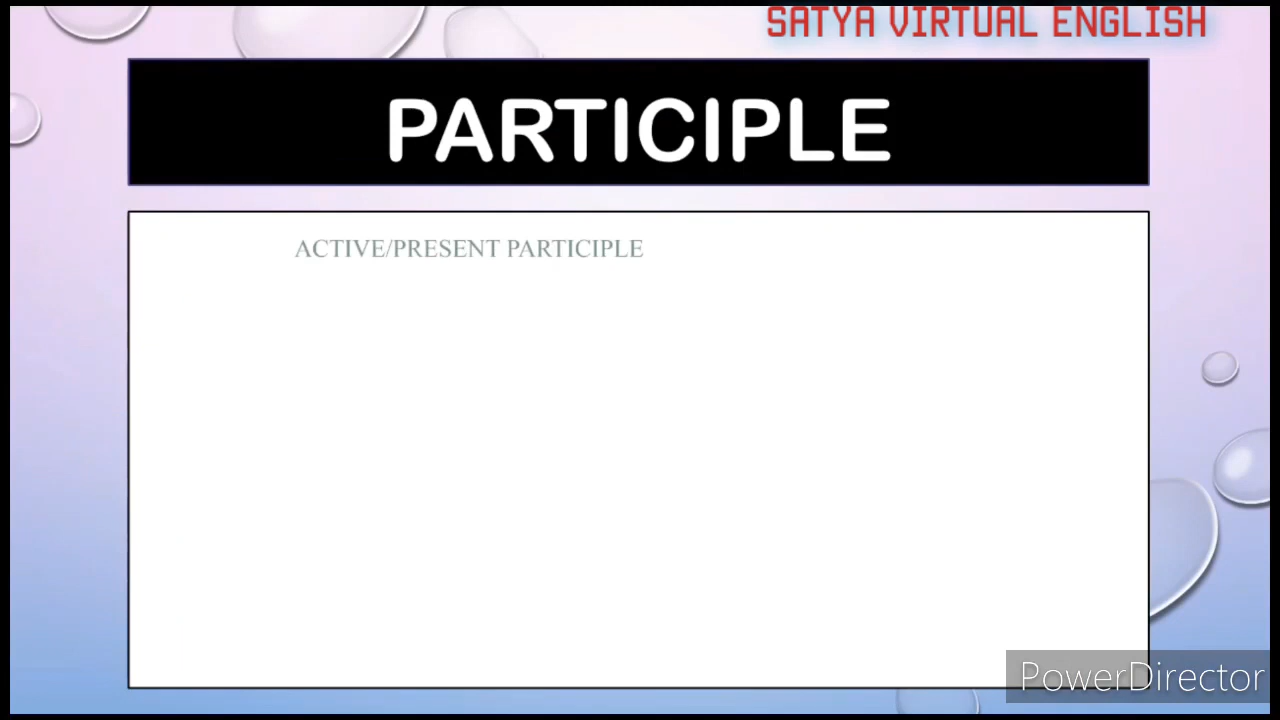 SATYA VIRTUAL ENGLISH
PARTICIPLE
ACTIVE/PRESENT PARTICIPLE
PowerDirector